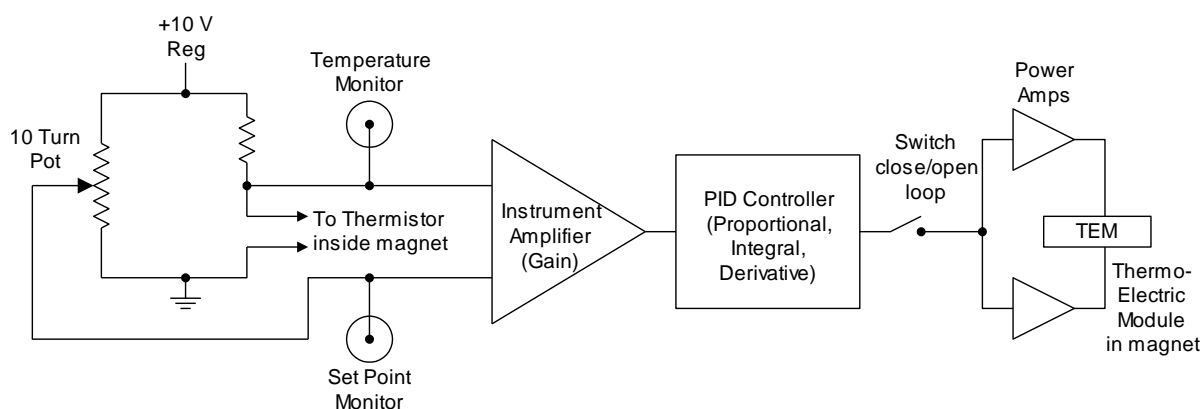 +10 V
Reg
Temperature
Monitor
10 Turn
Pot
To Thermistor
inside magnet
Set Point
Monitor
Instrument
Amplifier
(Gain)
PID Controller
(Proportional,
Integral,
Derivative)
Switch
close/open
loop
Power
Amps
TEM
Thermo-
Electric
Module
in magnet